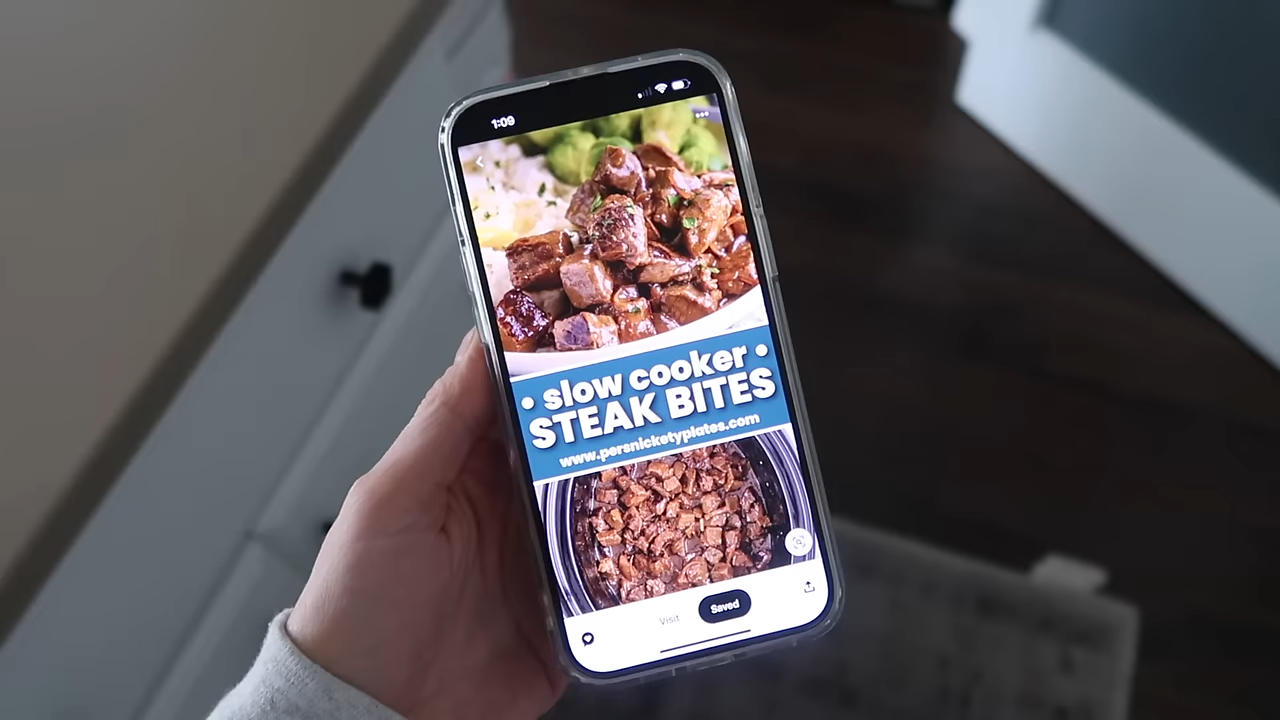 1:09
• slow cooker •
STEAK BITES
www.persnicketyplates.com
Visit
Saved